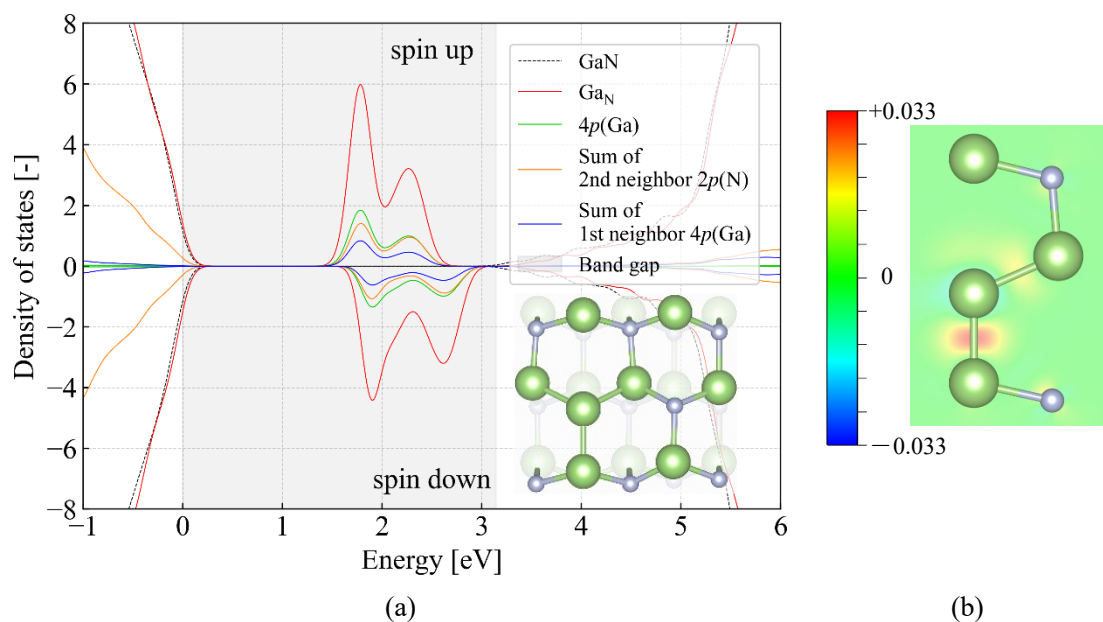 8
6
4
2
0
−2
−4
−6
−8
Density of states [-]
spin up
GaN
GaN
4p(Ga)
Sum of
2nd neighbor 2p(N)
Sum of
1st neighbor 4p(Ga)
Band gap
spin down
−1
0
1
2
3
4
5
6
Energy [eV]
(a)
+0.033
0
−0.033
(b)